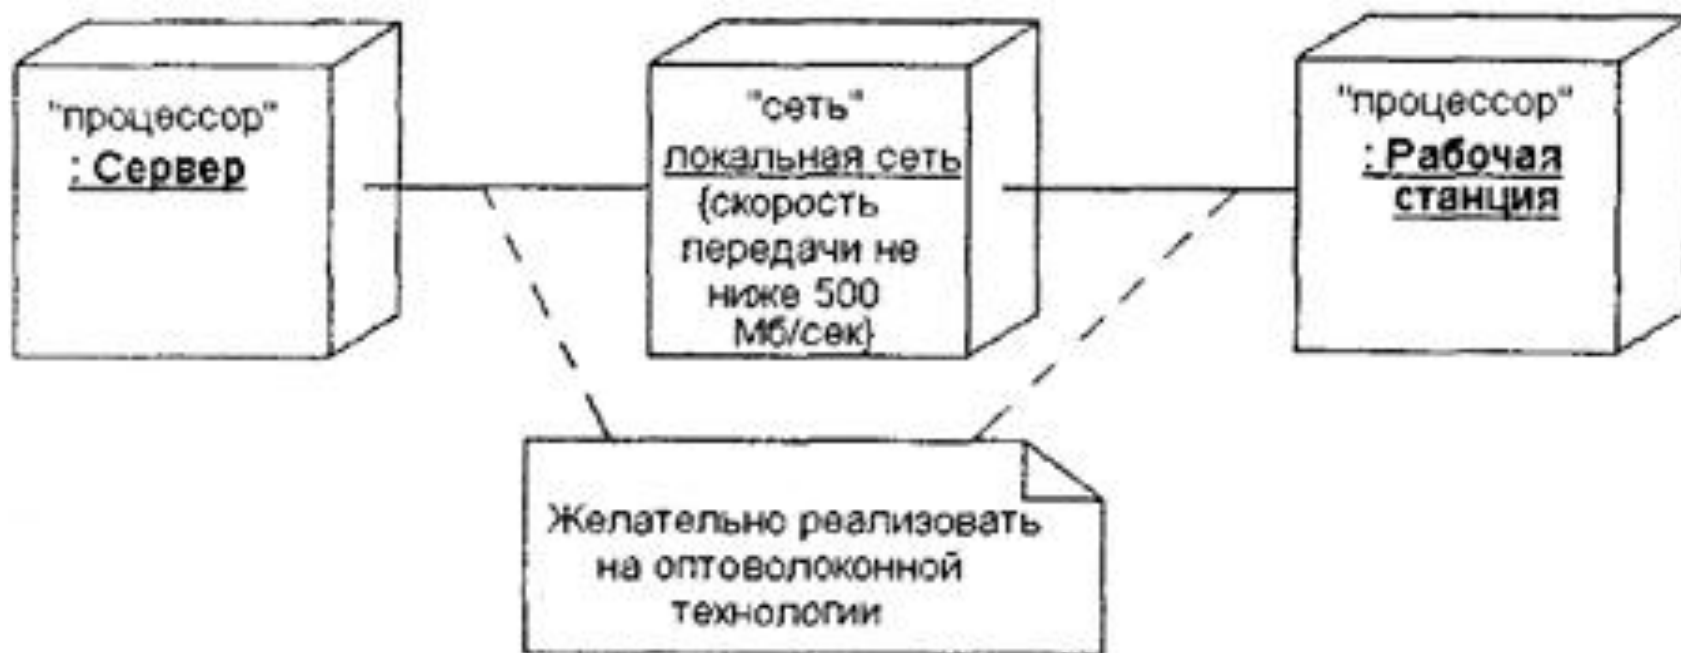 "процессор"
: Сервер
"сеть"
локальная сеть
{скорость
передачи не
ниже 500
Мб/сек}
"процессор"
: Рабочая
станция
Желательно реализовать
на оптоволоконной
технологии